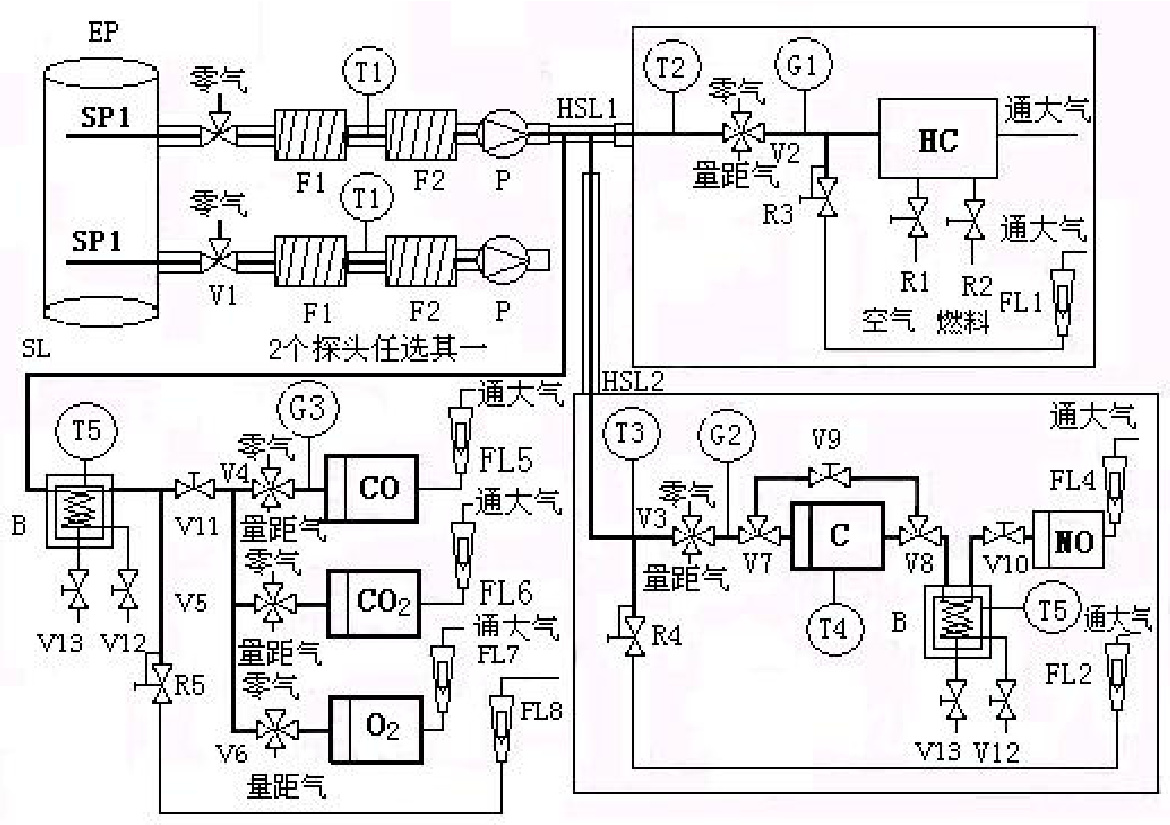 EP
零气
T1
SP1
F1
F2
P
HSL1
零气
T1
SP1
V1
F1
F2
P
2个探头任选其一
SL
T2
零气
G1
V2
量距气
HC
通大气
R3
R1
R2
空气
燃料
通大气
FL1
HSL2
T5
B
V13
V12
V11
R5
V4
零气
G3
量距气
CO
通大气
FL5
V5
零气
量距气
CO₂
通大气
FL6
零气
V6
量距气
O₂
通大气
FL7
FL8
T3
零气
G2
V3
量距气
V9
V7
C
V8
T4
R4
V10
NO
通大气
FL4
B
T5
V13
V12
通大气
FL2